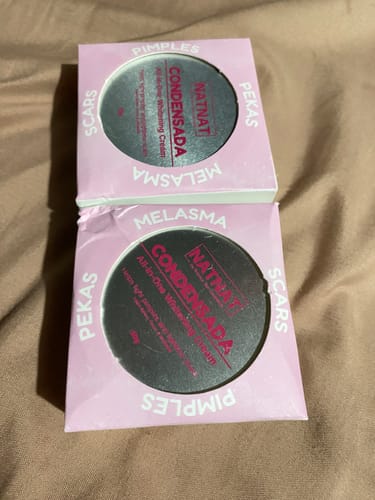 PIMPLES
PEKAS
MELASMA
SCARS
NATNAT
CONDENSADA
All-In-One Whitening Cream
MELASMA
SCARS
PIMPLES
PEKAS
NATNAT
CONDENSADA
All-In-One Whitening Cream